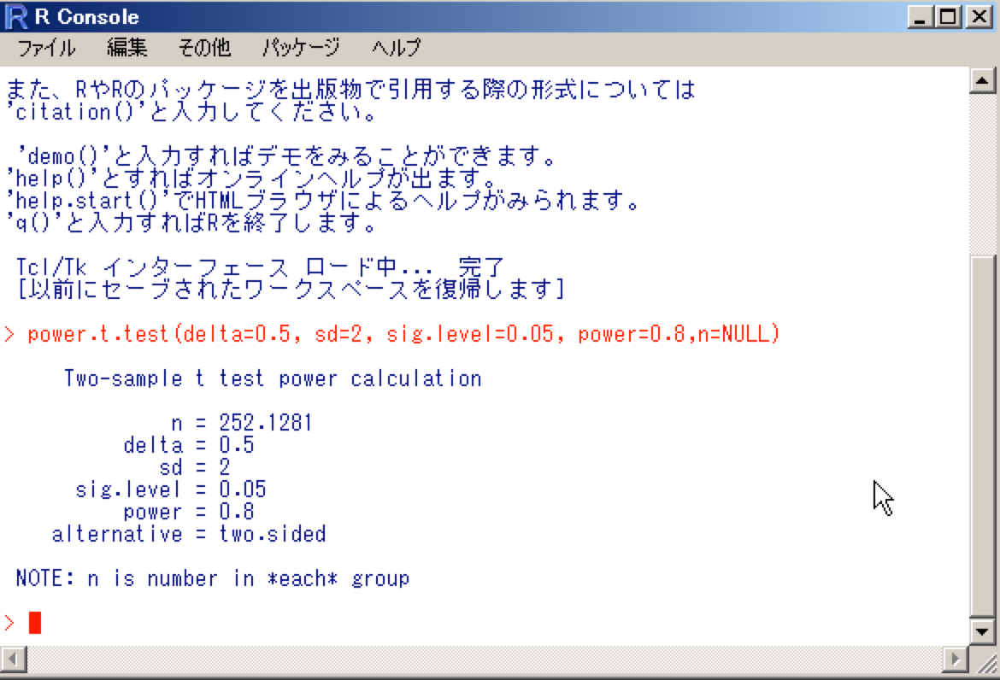 R Console
ファイル 編集 その他 パッケージ ヘルプ
また、RやRのパッケージを出版物で引用する際の形式については
'citation()'と入力してください。
'demo()'と入力すればデモをみることができます。
'help()'とすればオンラインヘルプが出ます。
'help.start()'でHTMLブラウザによるヘルプがみられます。
'q()'と入力すればRを終了します。
Tcl/Tk インターフェース ロード中... 完了
[以前にセーブされたワークスペースを復帰します]
> power.t.test(delta=0.5, sd=2, sig.level=0.05, power=0.8,n=NULL)
Two-sample t test power calculation
n = 252.1281
delta = 0.5
sd = 2
sig.level = 0.05
power = 0.8
alternative = two.sided
NOTE: n is number in *each* group
>